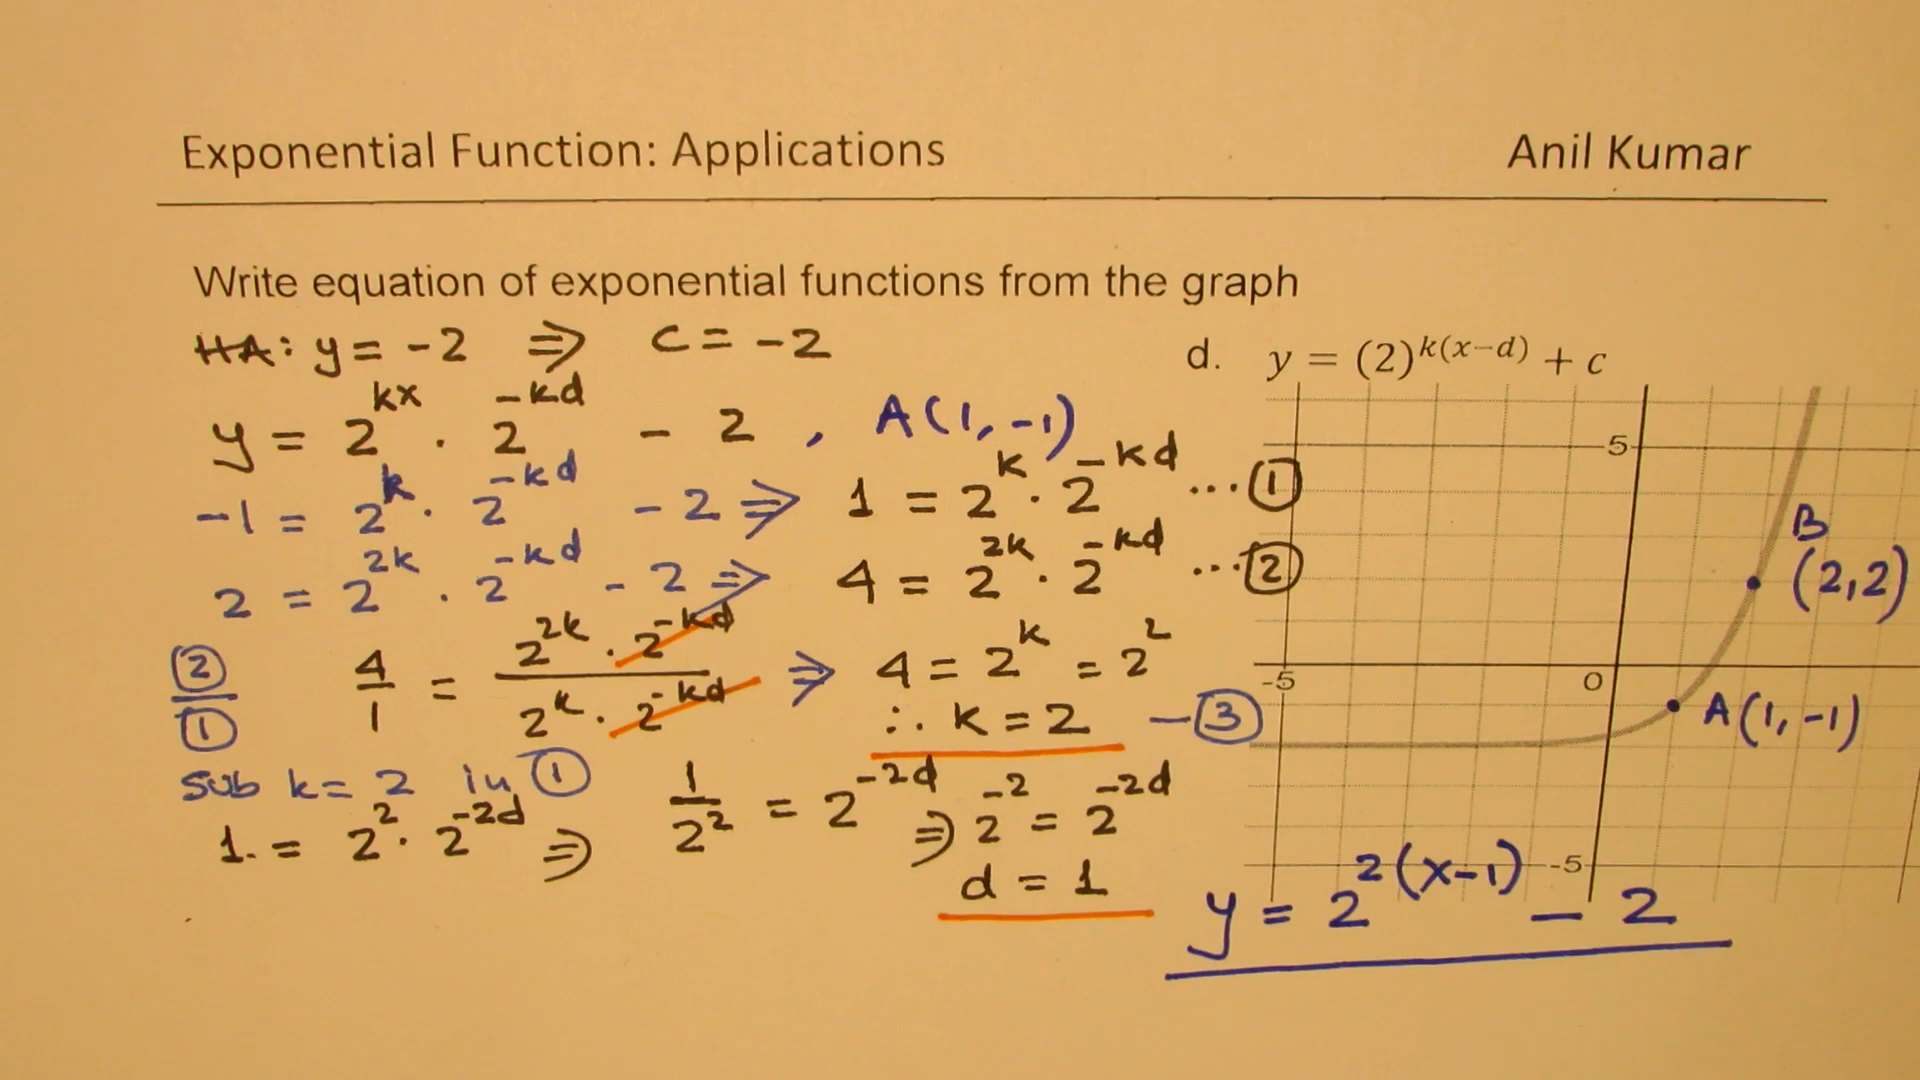 Exponential Function: Applications Anil Kumar
Write equation of exponential functions from the graph
HA: y = -2 ⇒ C = -2
d. y = (2)^{k(x-d)} + c
y = 2^{kx} · 2^{-kd} - 2 , A(1, -1)
-1 = 2^{k} · 2^{-kd} - 2 ⇒ 1 = 2^{k} · 2^{-kd} ... ①
2 = 2^{2k} · 2^{-kd} - 2 ⇒ 4 = 2^{2k} · 2^{-kd} ... ②
②/① 4/1 = (2^{2k} · 2^{-kd})/(2^{k} · 2^{-kd}) ⇒ 4 = 2^{k} = 2^{2}
∴ k = 2 — ③
Sub k = 2 in ①
1. = 2^{2} · 2^{-2d} ⇒ 1/2^{2} = 2^{-2d} ⇒ 2^{-2} = 2^{-2d}
d = 1
5
B
(2,2)
-5
0
A(1, -1)
-5
y = 2^{2(x-1)} - 2